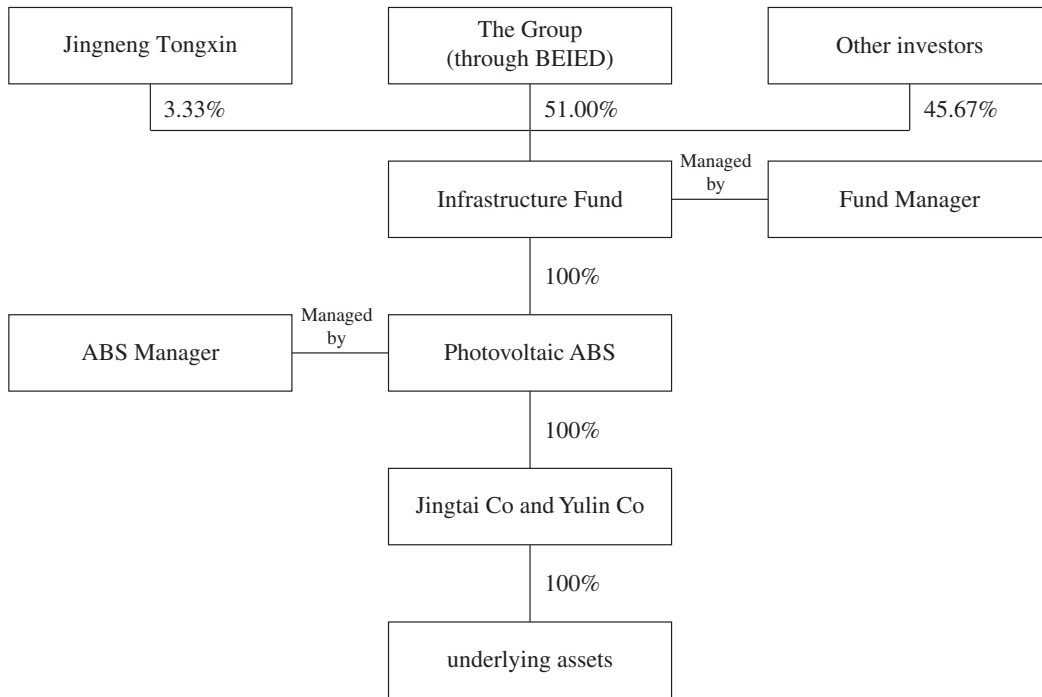 Jingneng Tongxin
The Group
(through BEIED)
Other investors
3.33%
51.00%
45.67%
Infrastructure Fund
Managed
by
Fund Manager
100%
ABS Manager
Managed
by
Photovoltaic ABS
100%
Jingtai Co and Yulin Co
100%
underlying assets